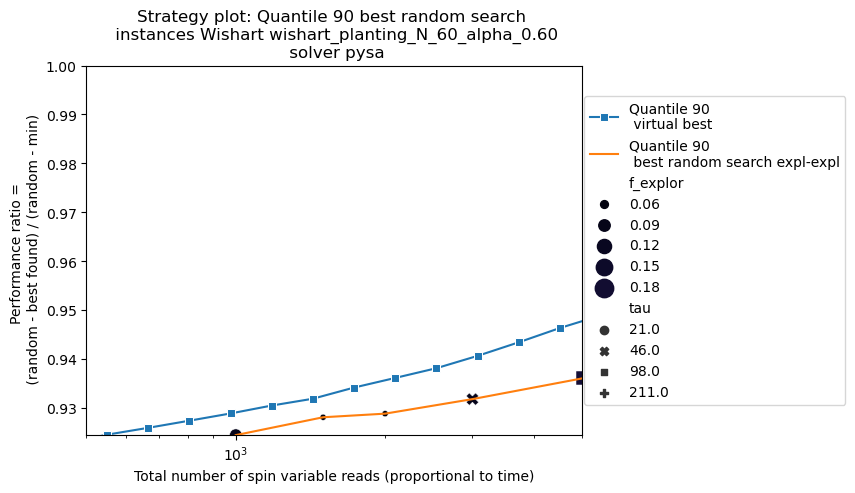 Strategy plot: Quantile 90 best random search
instances Wishart wishart_planting_N_60_alpha_0.60
solver pysa
Performance ratio =
(random - best found) / (random - min)
1.00
0.99
0.98
0.97
0.96
0.95
0.94
0.93
10^3
Total number of spin variable reads (proportional to time)
Quantile 90
virtual best
Quantile 90
best random search expl-expl
f_explor
0.06
0.09
0.12
0.15
0.18
tau
21.0
46.0
98.0
211.0